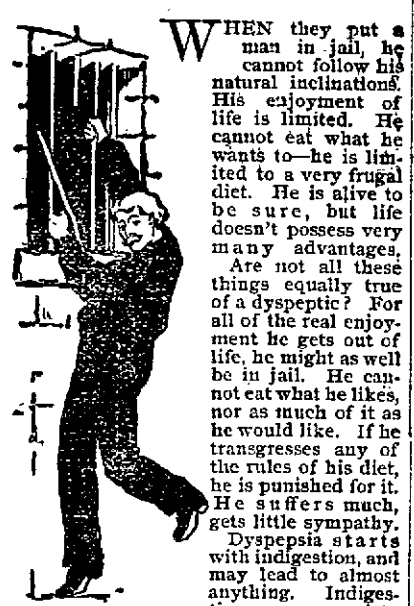 WHEN they put a
man in jail, he
cannot follow his
natural inclinations.
His enjoyment of
life is limited. He
cannot eat what he
wants to—he is lim-
ited to a very frugal
diet. He is alive to
be sure, but life
doesn't possess very
many advantages.
Are not all these
things equally true
of a dyspeptic? For
all of the real enjoy-
ment he gets out of
life, he might as well
be in jail. He can-
not eat what he likes,
nor as much of it as
he would like. If he
transgresses any of
the rules of his diet,
he is punished for it.
He suffers much,
gets little sympathy.
Dyspepsia starts
with indigestion, and
may lead to almost
anything. Indiges-